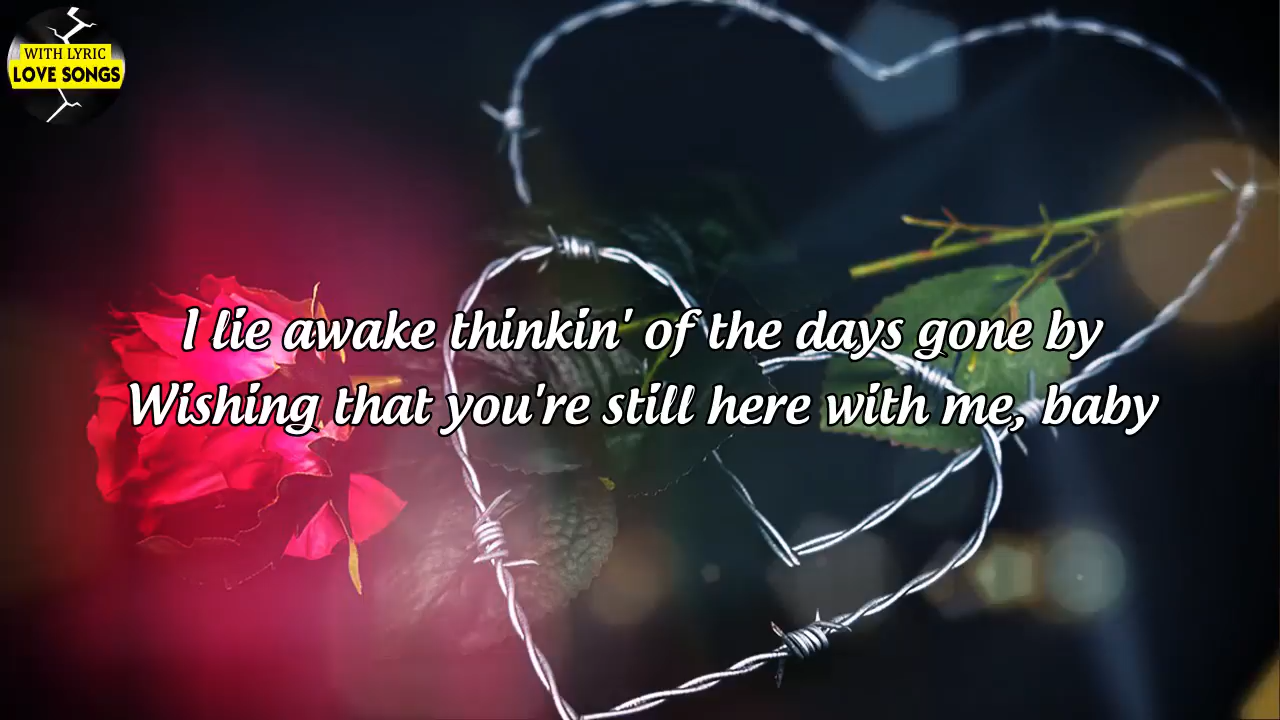 WITH LYRIC
LOVE SONGS
I lie awake thinkin' of the days gone by
Wishing that you're still here with me, baby